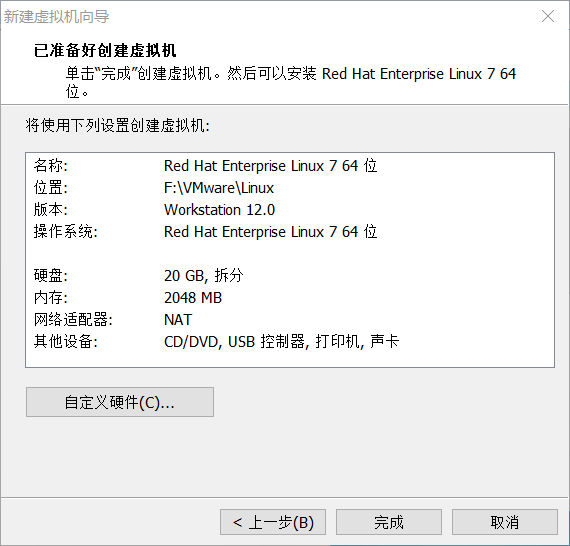 新建虚拟机向导
已准备好创建虚拟机
单击“完成”创建虚拟机。然后可以安装 Red Hat Enterprise Linux 7 64
位。
将使用下列设置创建虚拟机:
名称: Red Hat Enterprise Linux 7 64 位
位置: F:\VMware\Linux
版本: Workstation 12.0
操作系统: Red Hat Enterprise Linux 7 64 位
硬盘: 20 GB, 拆分
内存: 2048 MB
网络适配器: NAT
其他设备: CD/DVD, USB 控制器, 打印机, 声卡
自定义硬件(C)...
< 上一步(B) 完成 取消